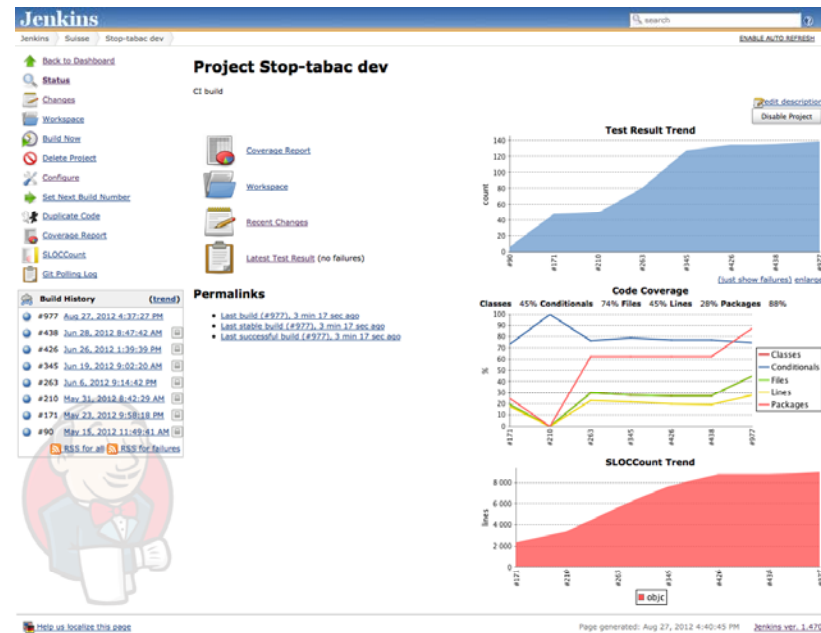 Jenkins
search
Jenkins Suisse Stop-tabac dev
ENABLE AUTO REFRESH
Back to Dashboard
Status
Changes
Workspace
Build Now
Delete Project
Configure
Set Next Build Number
Duplicate Code
Coverage Report
SLOCCount
Git Polling Log
Build History (trend)
#977 Aug 27, 2012 4:37:27 PM
#438 Jun 28, 2012 8:47:42 AM
#426 Jun 26, 2012 1:39:39 PM
#345 Jun 19, 2012 9:02:20 AM
#263 Jun 6, 2012 9:14:42 PM
#210 May 31, 2012 8:42:29 AM
#171 May 23, 2012 9:58:18 PM
#90 May 15, 2012 11:49:41 AM
RSS for all RSS for failures
Project Stop-tabac dev
CI build
edit description
Disable Project
Coverage Report
Workspace
Recent Changes
Latest Test Result (no failures)
Permalinks
Last build (#977), 3 min 17 sec ago
Last stable build (#977), 3 min 17 sec ago
Last successful build (#977), 3 min 17 sec ago
Test Result Trend
count
140
120
100
80
60
40
20
0
#90 #171 #210 #263 #345 #426 #438 #977
(just show failures) enlarge
Code Coverage
Classes 45% Conditionals 74% Files 45% Lines 28% Packages 88%
%
100
90
80
70
60
50
40
30
20
10
0
#171 #210 #263 #345 #426 #438 #977
Classes
Conditionals
Files
Lines
Packages
SLOCCount Trend
lines
8 000
6 000
4 000
2 000
0
#171 #210 #263 #345 #426 #438
objc
Help us localize this page
Page generated: Aug 27, 2012 4:40:45 PM Jenkins ver. 1.470